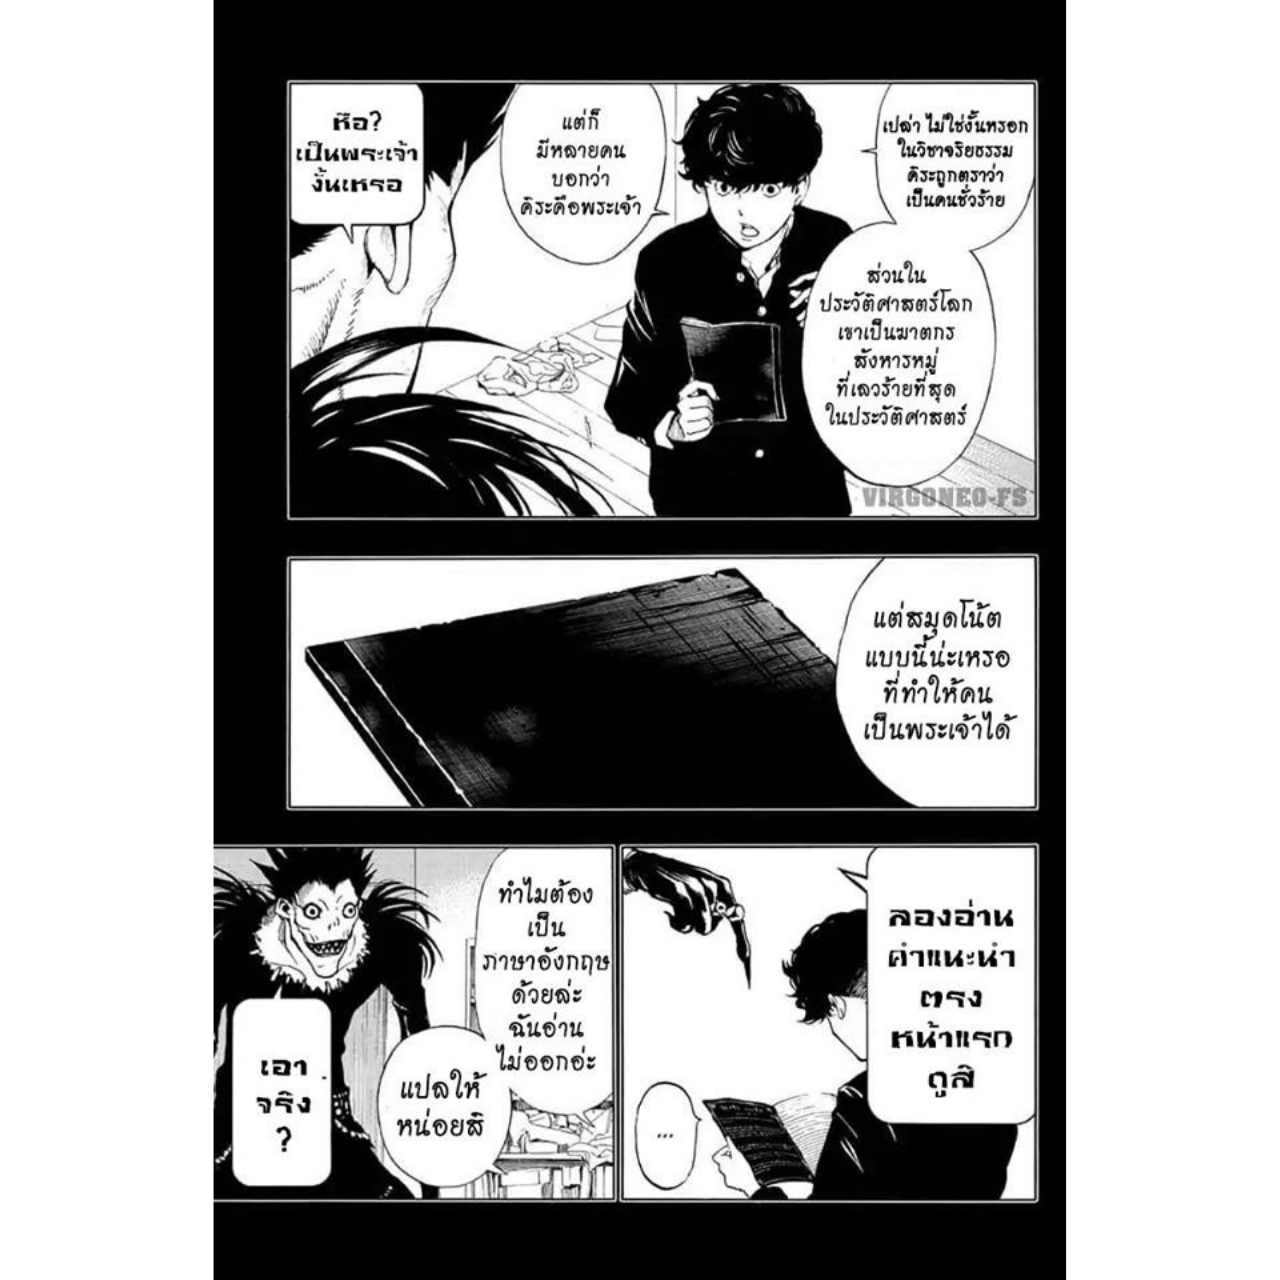 เปล่า ไม่ใช่งั้นหรอก
ในวิชาจริยธรรม
คิระถูกตราว่า
เป็นคนชั่วร้าย
ส่วนใน
ประวัติศาสตร์โลก
เขาเป็นฆาตกร
สังหารหมู่
ที่เลวร้ายที่สุด
ในประวัติศาสตร์
แต่ก็
มีหลายคน
บอกว่า
คิระคือพระเจ้า
หือ?
เป็นพระเจ้า
งั้นเหรอ
VIRGONEO-FS
แต่สมุดโน้ต
แบบนี้น่ะเหรอ
ที่ทำให้คน
เป็นพระเจ้าได้
ลองอ่าน
คำแนะนำ
ตรง
หน้าแรก
ดูสิ
...
ทำไมต้อง
เป็น
ภาษาอังกฤษ
ด้วยล่ะ
ฉันอ่าน
ไม่ออกอ่ะ
แปลให้
หน่อยสิ
เอา
จริง
?